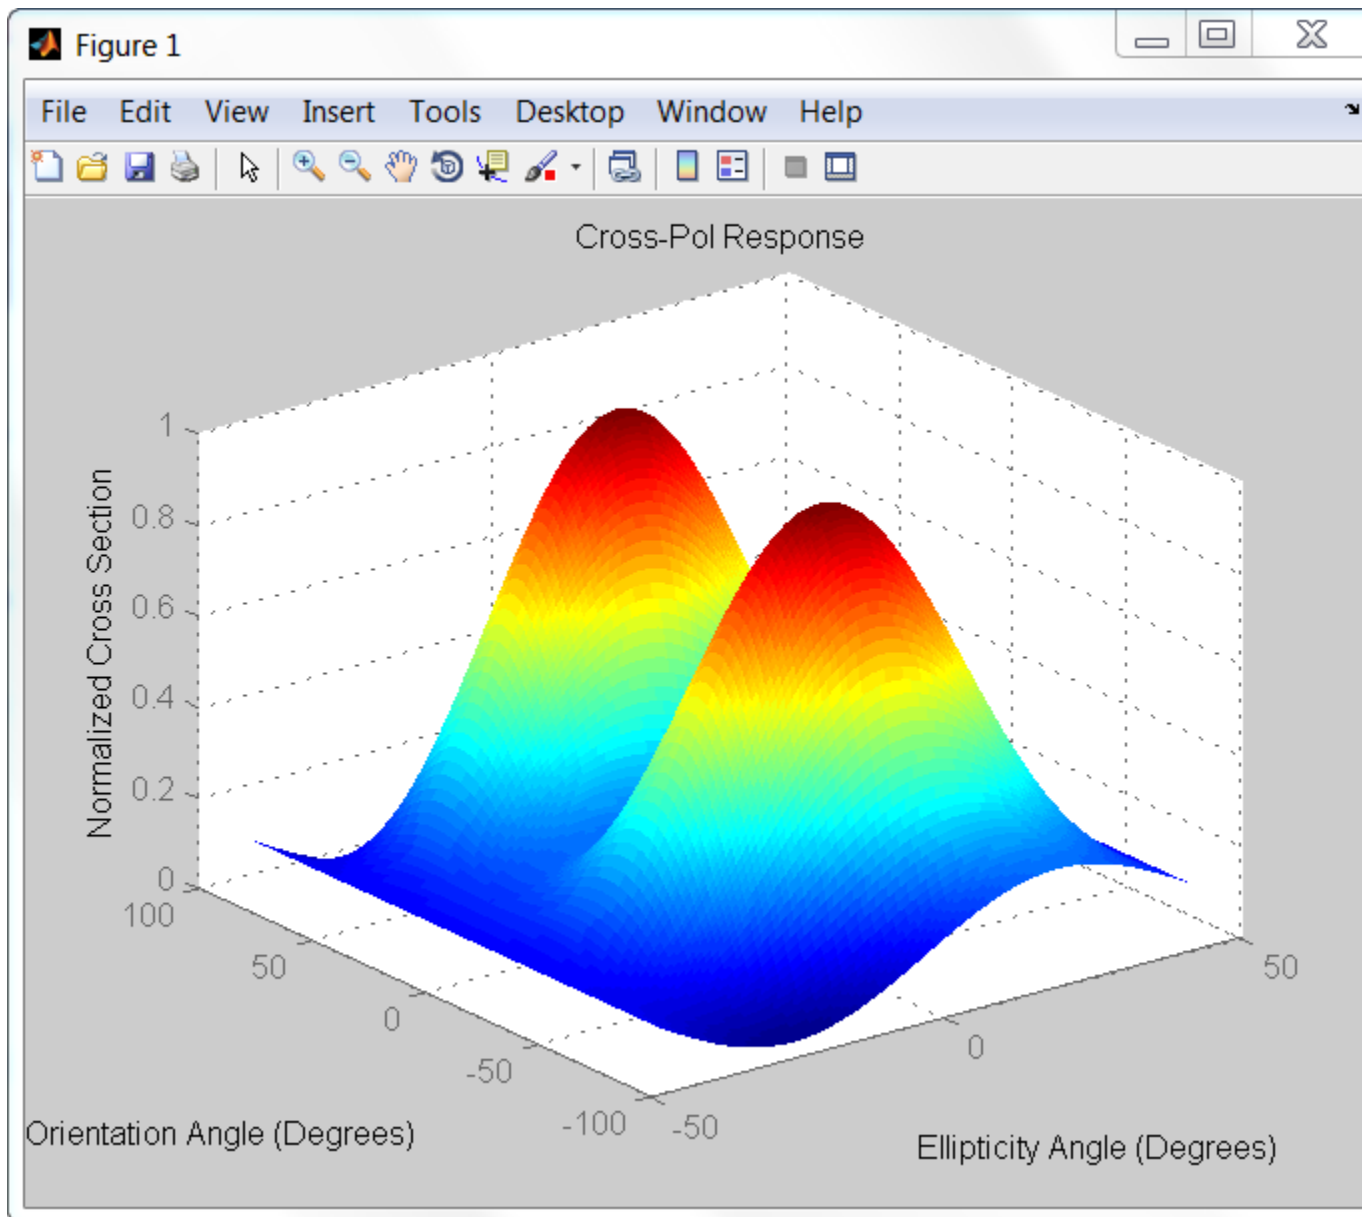 Figure 1
File Edit View Insert Tools Desktop Window Help
Cross-Pol Response
1
0.8
0.6
0.4
0.2
0
Normalized Cross Section
100
50
0
-50
-100
Orientation Angle (Degrees)
-50
0
50
Ellipticity Angle (Degrees)